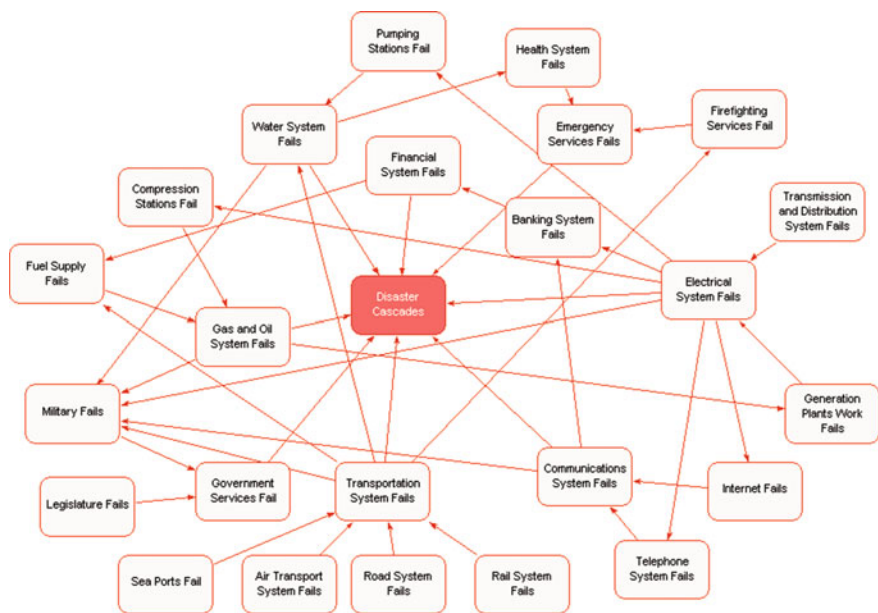 Pumping
Stations Fail
Health System
Fails
Water System
Fails
Emergency
Services Fails
Firefighting
Services Fail
Financial
System Fails
Compression
Stations Fail
Transmission
and Distribution
System Fails
Banking System
Fails
Fuel Supply
Fails
Electrical
System Fails
Disaster
Cascades
Gas and Oil
System Fails
Military Fails
Generation
Plants Work
Fails
Government
Services Fail
Transportation
System Fails
Communications
System Fails
Internet Fails
Legislature Fails
Sea Ports Fail
Air Transport
System Fails
Road System
Fails
Rail System
Fails
Telephone
System Fails